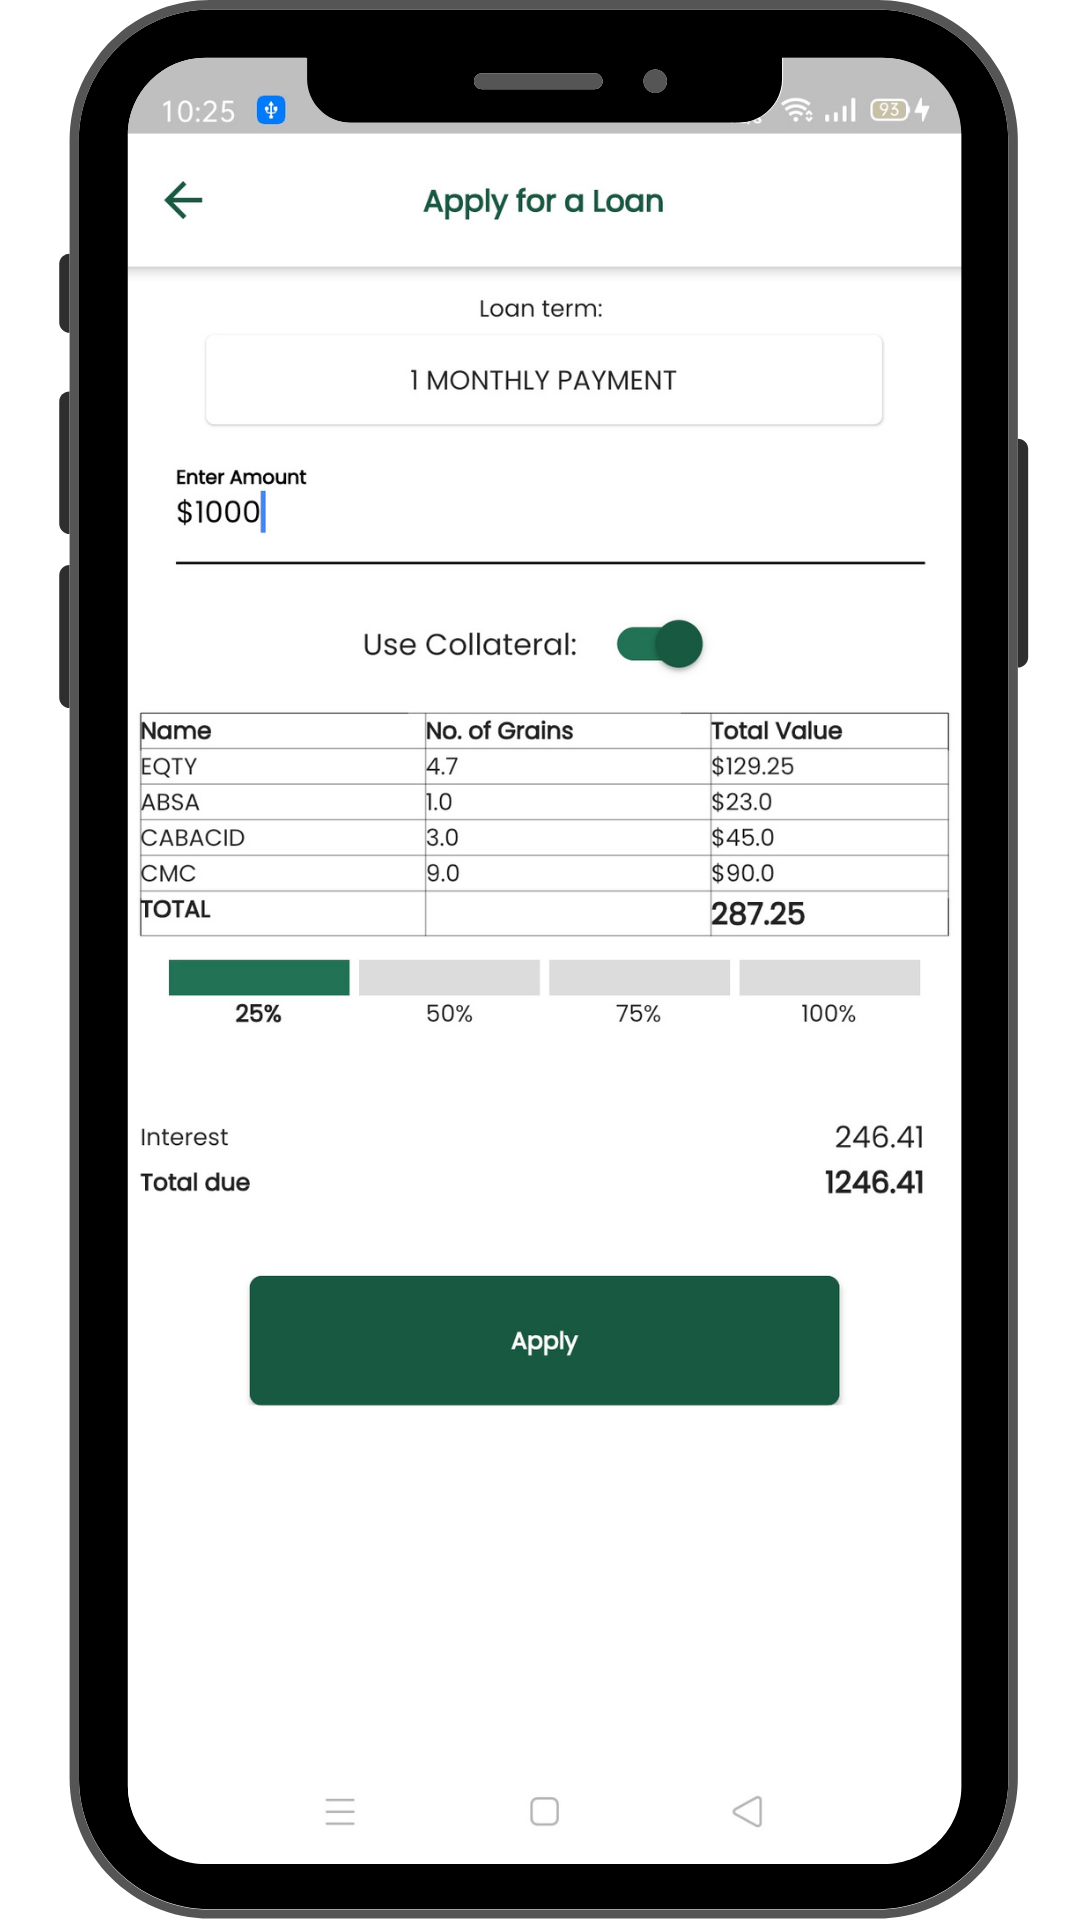 10:25 93
Apply for a Loan
Loan term:
1 MONTHLY PAYMENT
Enter Amount
$1000
Use Collateral:
Name No. of Grains Total Value
EQTY 4.7 $129.25
ABSA 1.0 $23.0
CABACID 3.0 $45.0
CMC 9.0 $90.0
TOTAL 287.25
25% 50% 75% 100%
Interest 246.41
Total due 1246.41
Apply